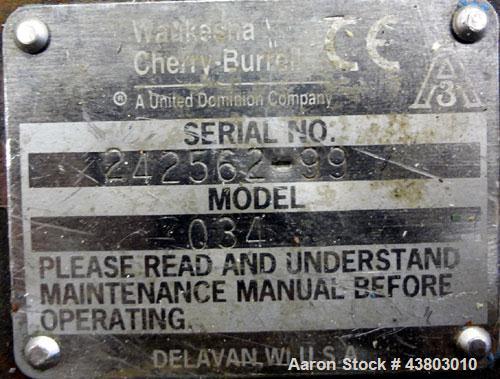 Waukesha
Cherry-Burrell
CE
® A United Dominion Company
3
A
SERIAL NO.
242562-99
MODEL
034
PLEASE READ AND UNDERSTAND
MAINTENANCE MANUAL BEFORE
OPERATING.
DELAVAN, WI U.S.A.
Aaron Stock # 43803010